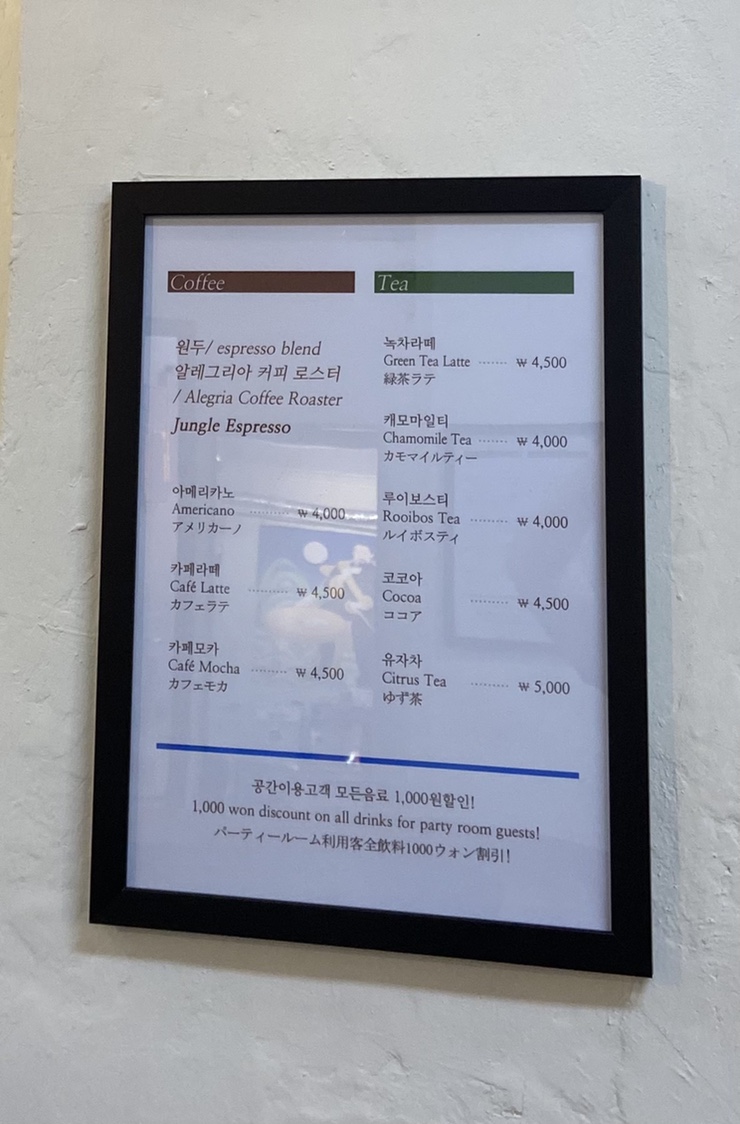 Coffee
원두/ espresso blend
알레그리아 커피 로스터
/ Alegria Coffee Roaster
Jungle Espresso
아메리카노
Americano ········· ₩ 4,000
アメリカーノ
카페라떼
Café Latte ·········· ₩ 4,500
カフェラテ
카페모카
Café Mocha ········· ₩ 4,500
カフェモカ
Tea
녹차라떼
Green Tea Latte ······· ₩ 4,500
緑茶ラテ
캐모마일티
Chamomile Tea ······· ₩ 4,000
カモマイルティー
루이보스티
Rooibos Tea ········· ₩ 4,000
ルイボスティ
코코아
Cocoa ········· ₩ 4,500
ココア
유자차
Citrus Tea ········· ₩ 5,000
ゆず茶
공간이용고객 모든음료 1,000원할인!
1,000 won discount on all drinks for party room guests!
パーティールーム利用客全飲料1000ウォン割引!